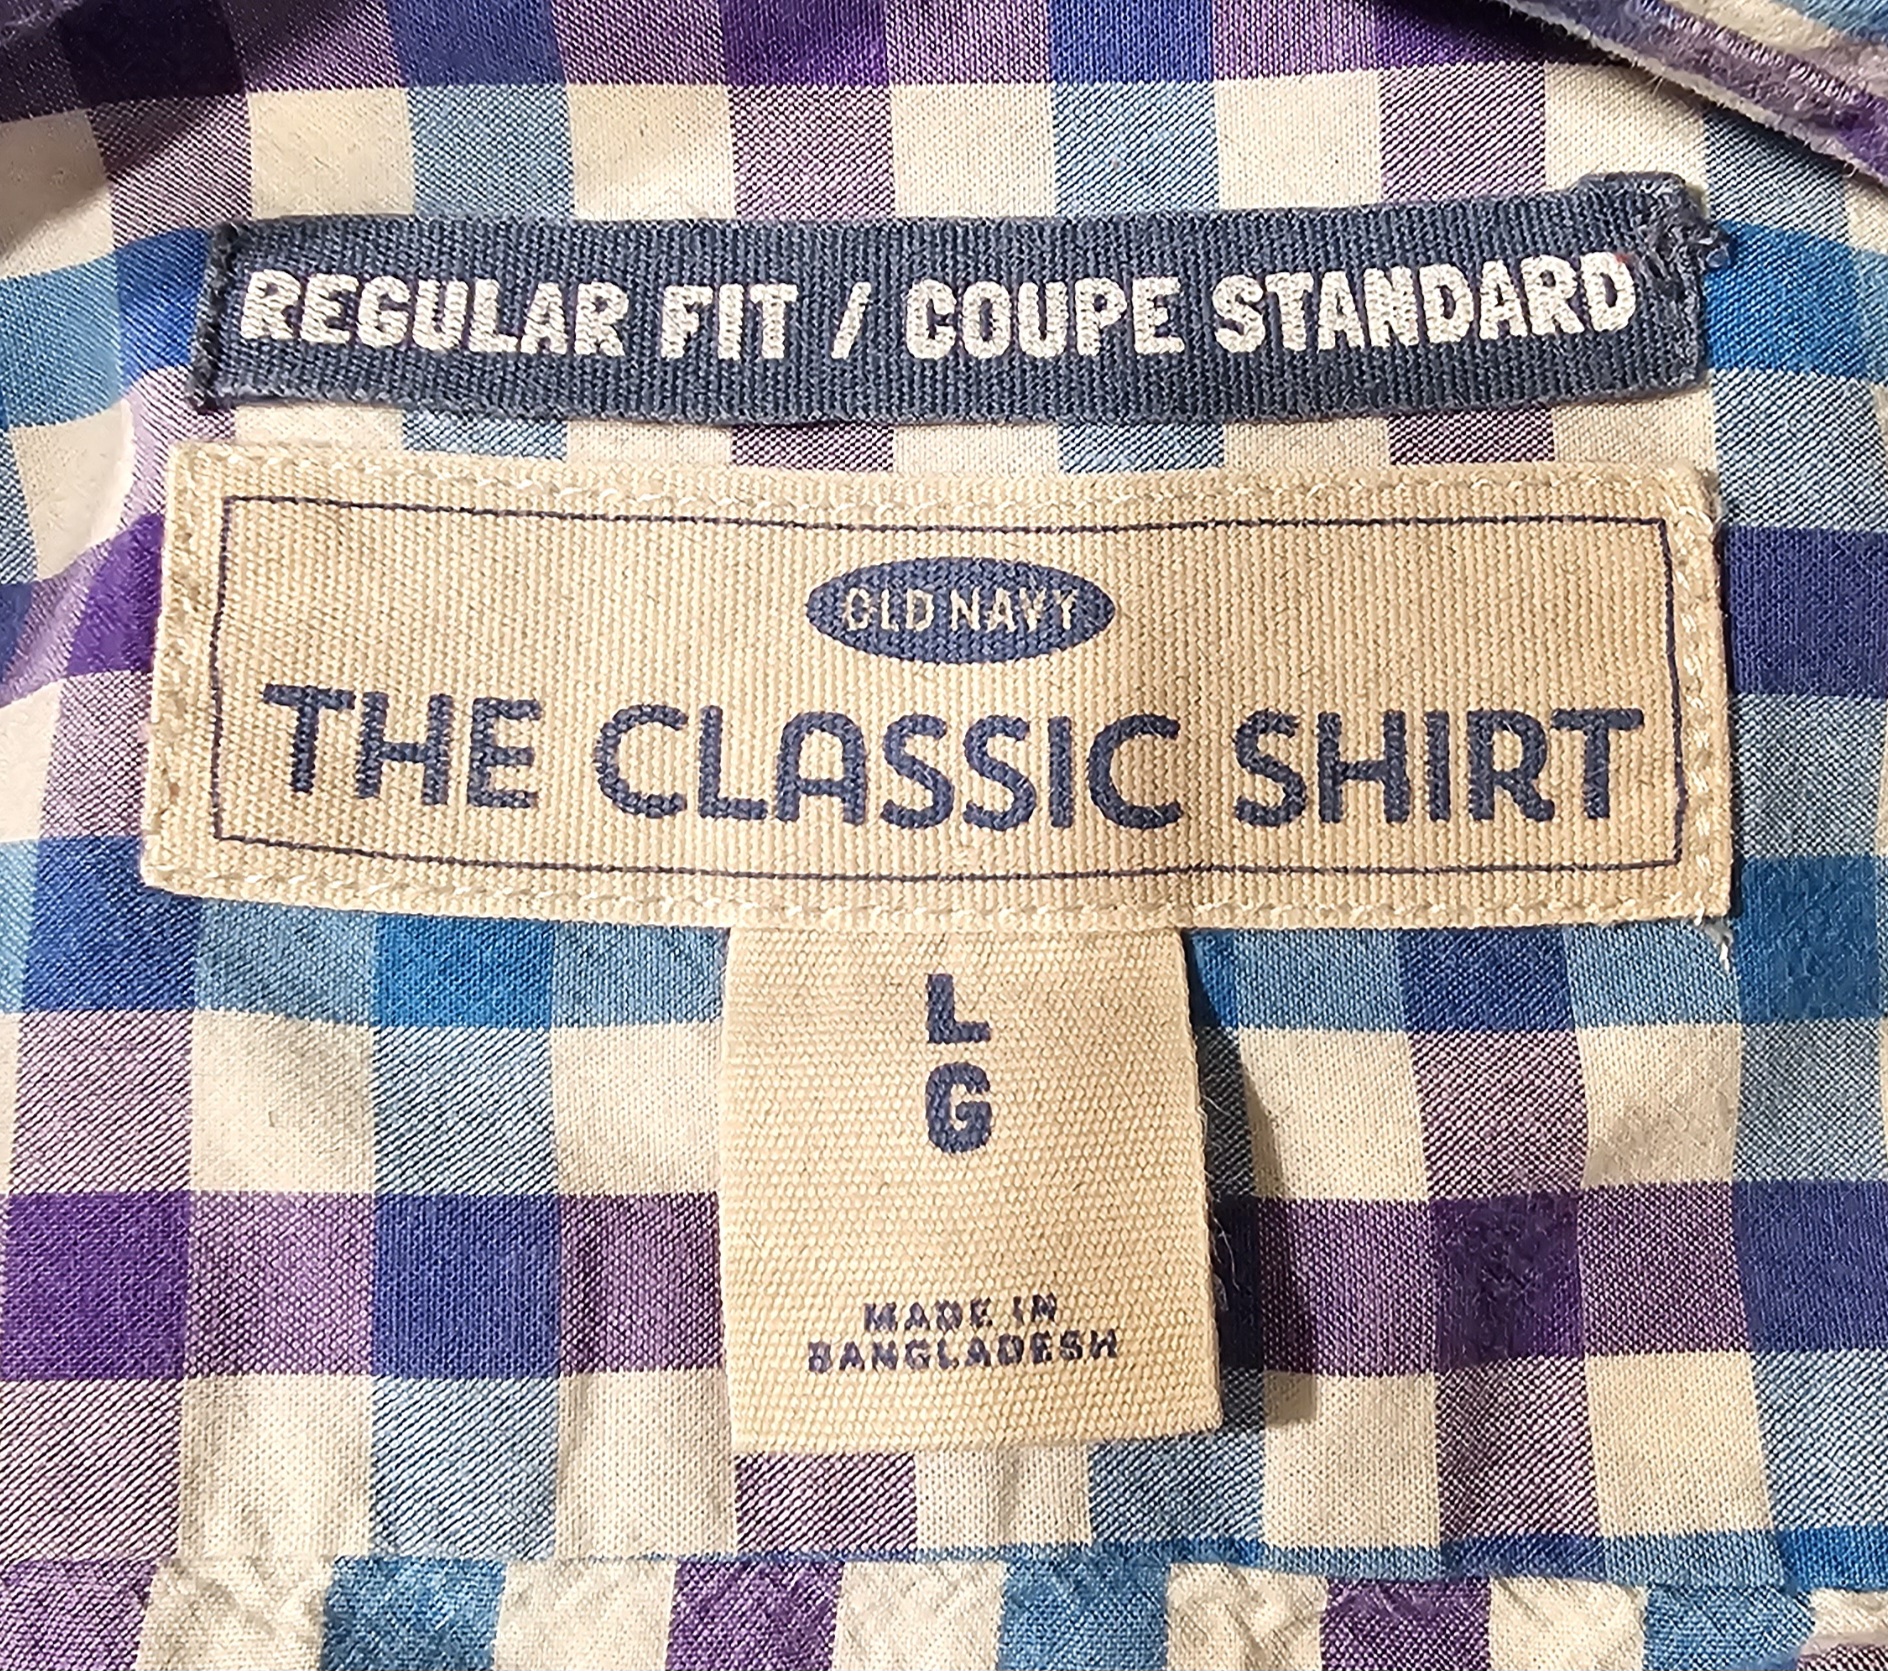 REGULAR FIT / COUPE STANDARD
OLD NAVY
THE CLASSIC SHIRT
L
G
MADE IN
BANGLADESH